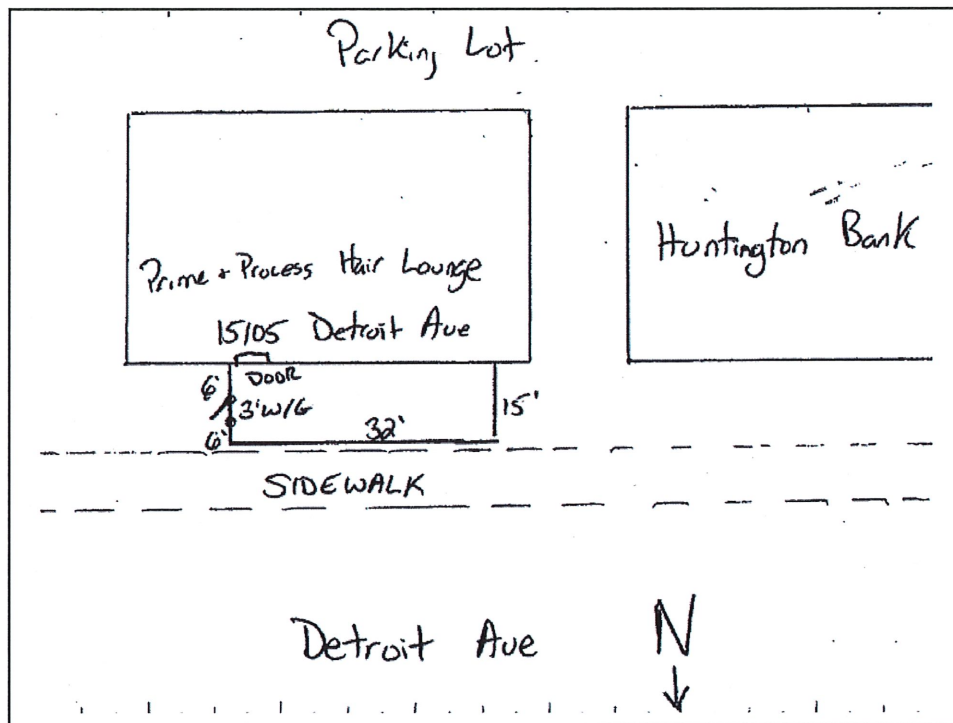 Parking Lot
Prime + Process Hair Lounge
Huntington Bank
15105 Detroit Ave
DOOR
6'
3' W/G
6'
32'
15'
SIDEWALK
Detroit Ave
N